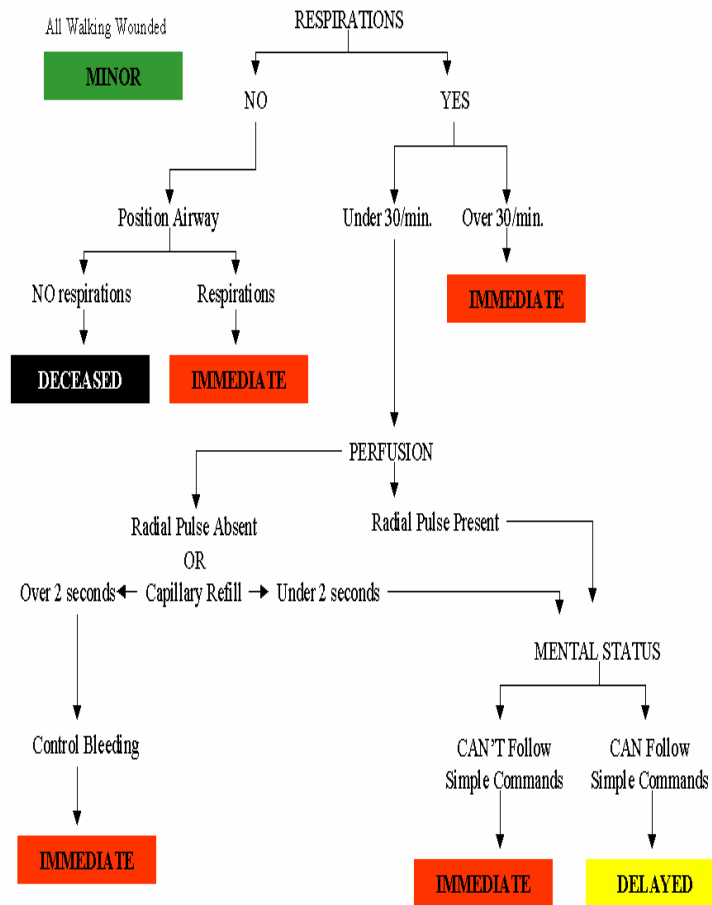 All Walking Wounded
MINOR
RESPIRATIONS
NO
YES
Position Airway
Under 30/min.
Over 30/min.
NO respirations
Respirations
IMMEDIATE
DECEASED
IMMEDIATE
PERFUSION
Radial Pulse Absent
Radial Pulse Present
OR
Over 2 seconds
Capillary Refill
Under 2 seconds
MENTAL STATUS
Control Bleeding
CAN'T Follow
Simple Commands
CAN Follow
Simple Commands
IMMEDIATE
IMMEDIATE
DELAYED